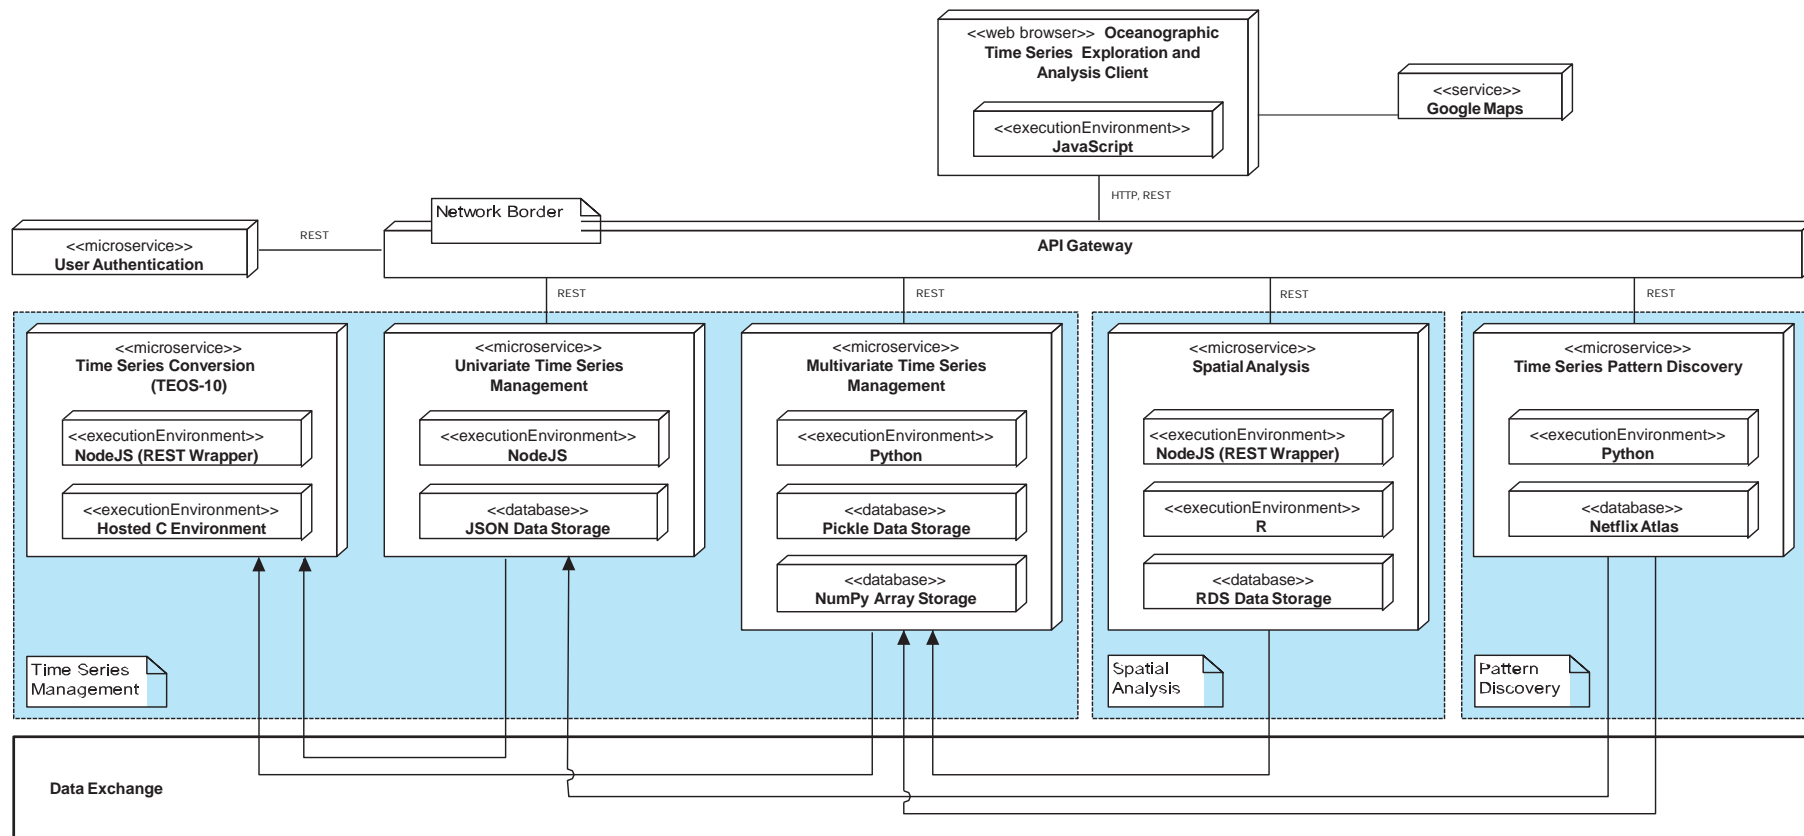 <<web browser>> Oceanographic
Time Series Exploration and
Analysis Client
<<executionEnvironment>>
JavaScript
<<service>>
Google Maps
HTTP, REST
Network Border
API Gateway
<<microservice>>
User Authentication
REST
REST
REST
REST
REST
<<microservice>>
Time Series Conversion
(TEOS-10)
<<executionEnvironment>>
NodeJS (REST Wrapper)
<<executionEnvironment>>
Hosted C Environment
<<microservice>>
Univariate Time Series
Management
<<executionEnvironment>>
NodeJS
<<database>>
JSON Data Storage
<<microservice>>
Multivariate Time Series
Management
<<executionEnvironment>>
Python
<<database>>
Pickle Data Storage
<<database>>
NumPy Array Storage
<<microservice>>
Spatial Analysis
<<executionEnvironment>>
NodeJS (REST Wrapper)
<<executionEnvironment>>
R
<<database>>
RDS Data Storage
<<microservice>>
Time Series Pattern Discovery
<<executionEnvironment>>
Python
<<database>>
Netflix Atlas
Time Series
Management
Spatial
Analysis
Pattern
Discovery
Data Exchange